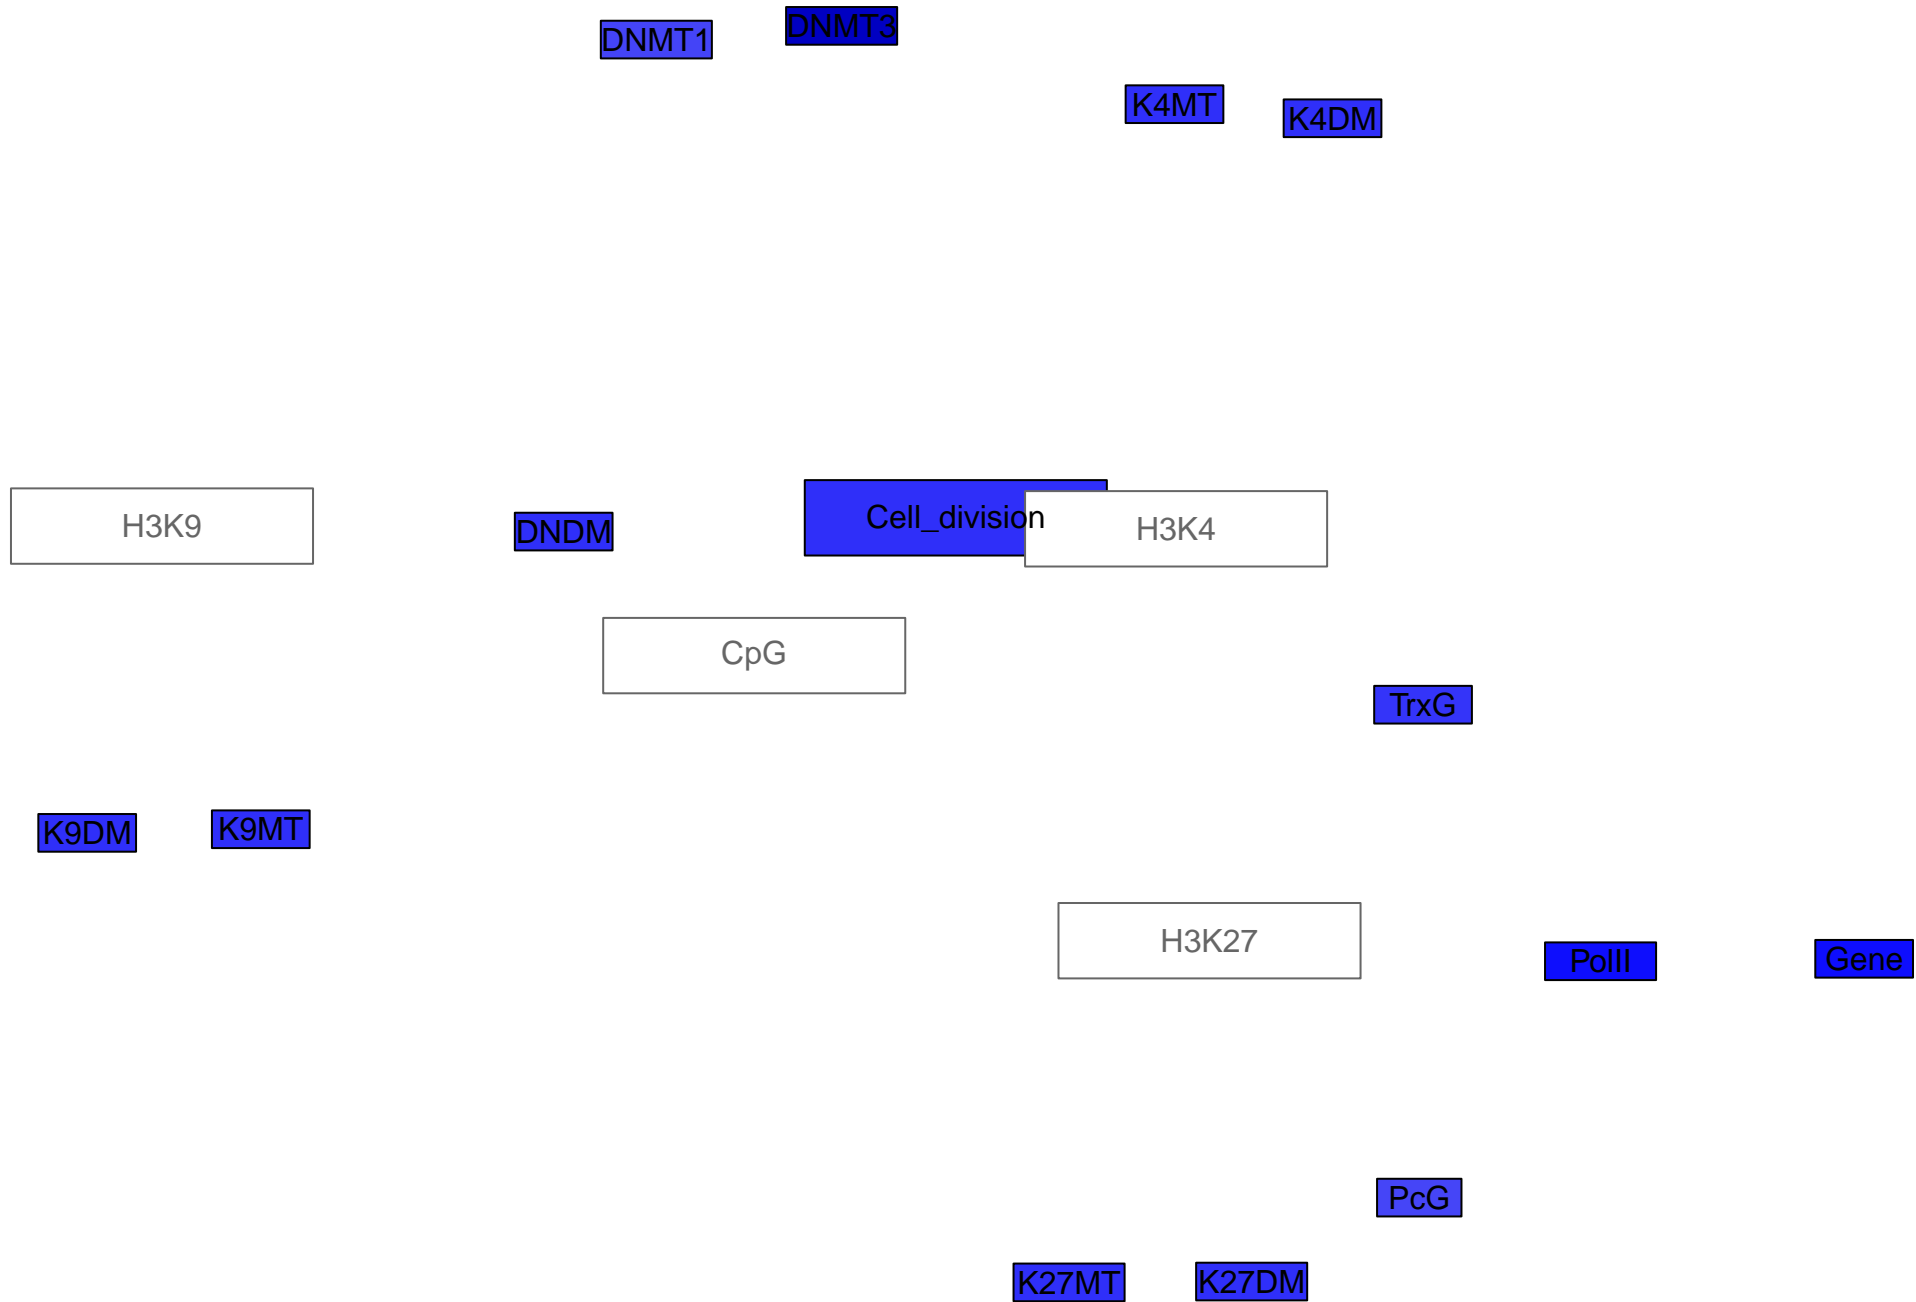 DNMT1
DNMT3
K4MT
K4DM
H3K9
DNDM
Cell_division
H3K4
CpG
TrxG
K9DM
K9MT
H3K27
PolII
Gene
PcG
K27MT
K27DM